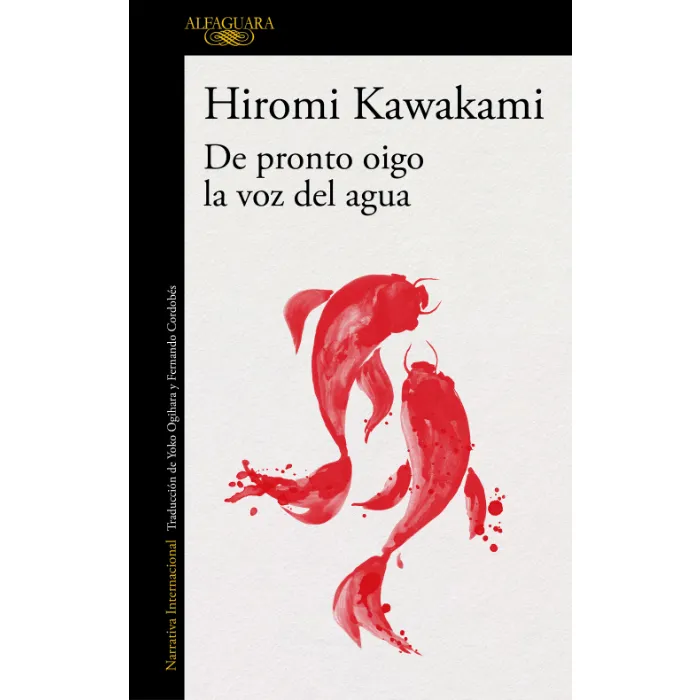 ALFAGUARA
Hiromi Kawakami
De pronto oigo
la voz del agua
Narrativa Internacional Traducción de Yoko Ogihara y Fernando Cordobés